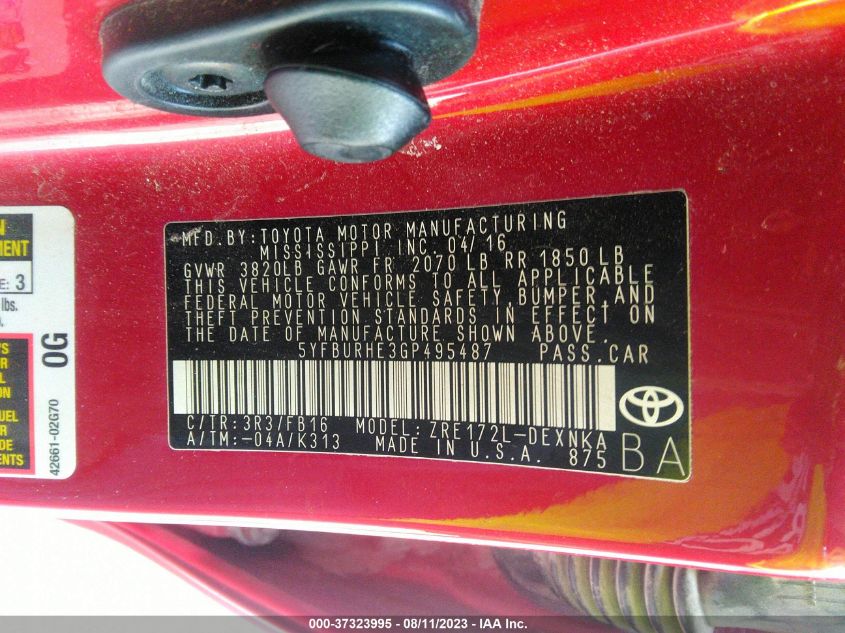 MFD. BY: TOYOTA MOTOR MANUFACTURING
MISSISSIPPI INC. 04/16
GVWR 3820LB GAWR FR 2070 LB RR 1850 LB
THIS VEHICLE CONFORMS TO ALL APPLICABLE
FEDERAL MOTOR VEHICLE SAFETY, BUMPER, AND
THEFT PREVENTION STANDARDS IN EFFECT ON
THE DATE OF MANUFACTURE SHOWN ABOVE.
5YFBURHE3GP495487 PASS. CAR
C/TR: 3R3/FB16 MODEL: ZRE172L-DEXNKA
A/TM: -04A/K313 MADE IN U.S.A. 875
BA
3
lbs.
0G
42661-02G70
000-37323995 - 08/11/2023 - IAA Inc.